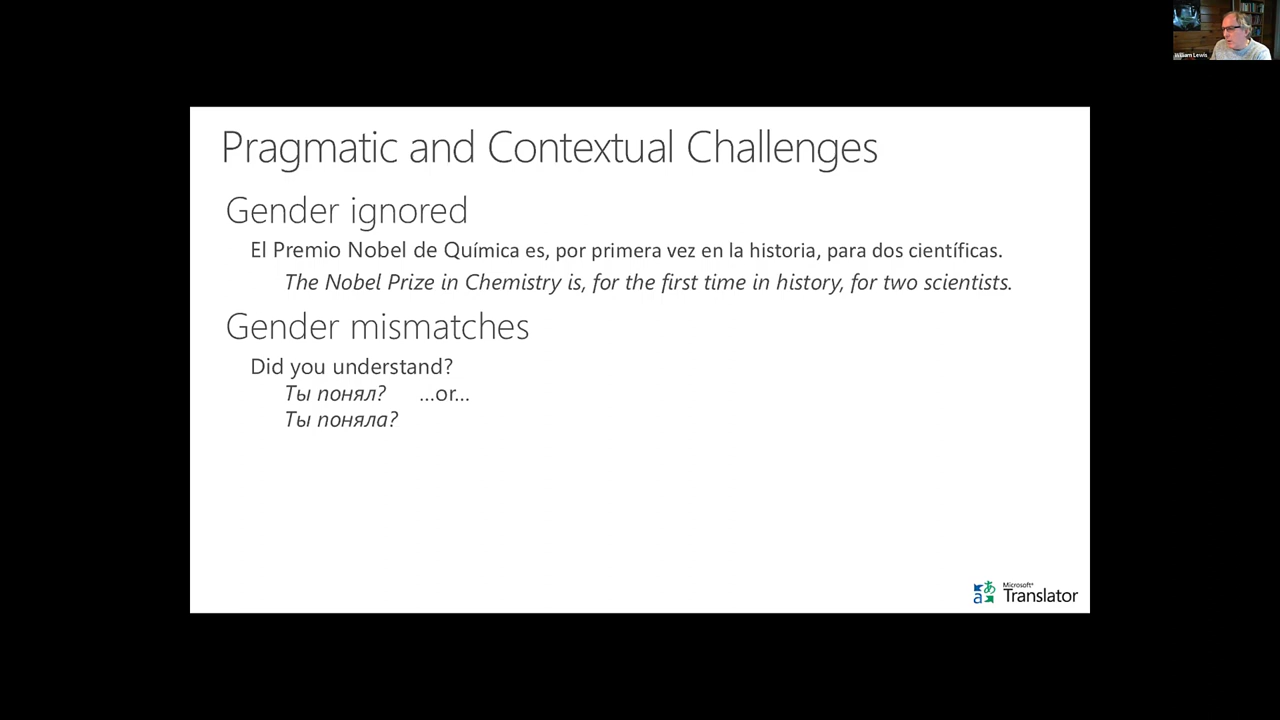 William Lewis
Pragmatic and Contextual Challenges
Gender ignored
El Premio Nobel de Química es, por primera vez en la historia, para dos científicas.
The Nobel Prize in Chemistry is, for the first time in history, for two scientists.
Gender mismatches
Did you understand?
Ты понял? ...or...
Ты поняла?
Microsoft®
Translator